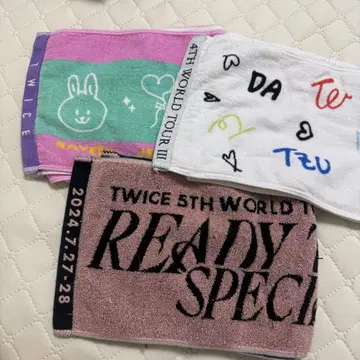 TWICE
4TH WORLD TOUR III
DA
TZU
TWICE 5TH WORLD T
READY
SPECI
2024.7.27-28